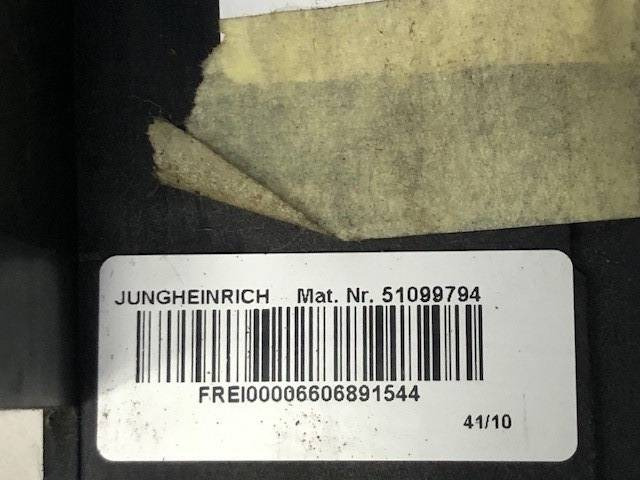 JUNGHEINRICH Mat. Nr. 51099794
FREI00006606891544
41/10